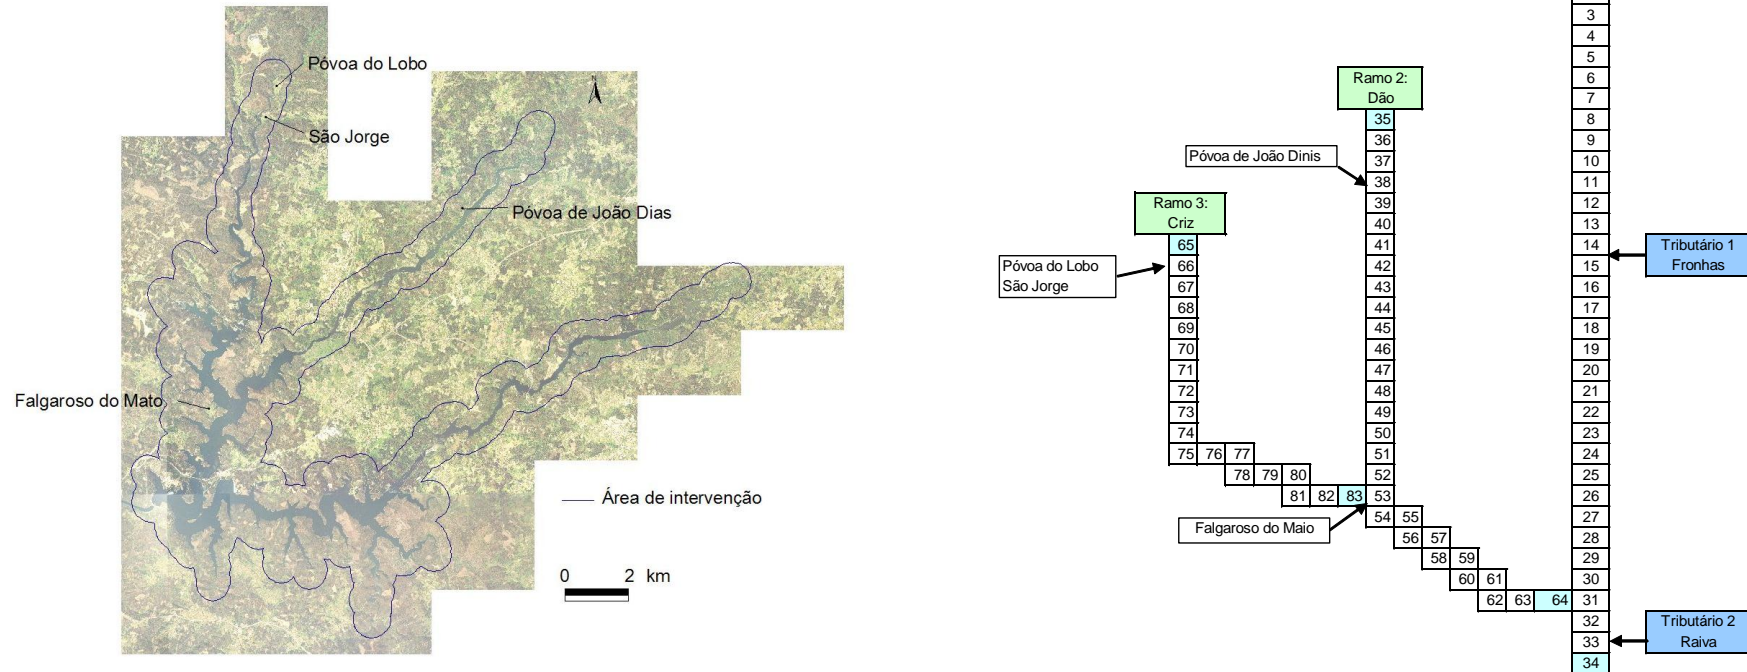 Póvoa do Lobo
N
São Jorge
Póvoa de João Dias
Falgaroso do Mato
Área de intervenção
0 2 km
3
4
5
6
7
8
9
10
11
12
13
14
15
16
17
18
19
20
21
22
23
24
25
26
27
28
29
30
31
32
33
34
Ramo 2:
Dão
35
36
37
38
39
40
41
42
43
44
45
46
47
48
49
50
51
52
53
54 55
56 57
58 59
60 61
62 63 64
Póvoa de João Dinis
Ramo 3:
Criz
65
66
67
68
69
70
71
72
73
74
75 76 77
78 79 80
81 82 83
Póvoa do Lobo
São Jorge
Falgaroso do Maio
Tributário 1
Fronhas
Tributário 2
Raiva